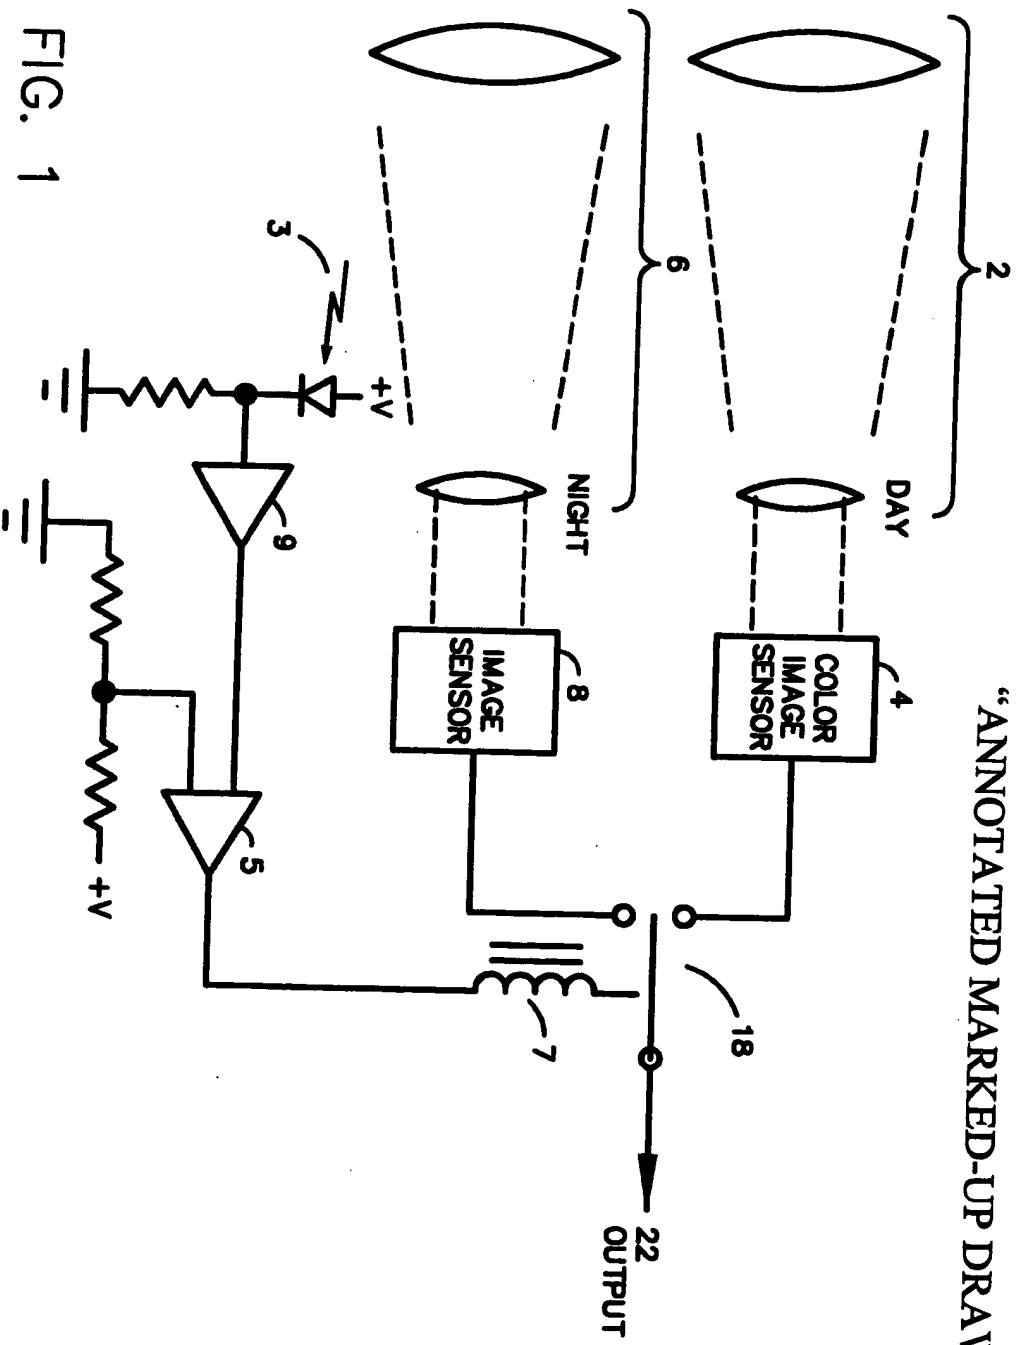 “ANNOTATED MARKED-UP DRAW
2
DAY
4
COLOR
IMAGE
SENSOR
18
22
OUTPUT
6
NIGHT
8
IMAGE
SENSOR
7
3
+V
9
5
+V
FIG. 1